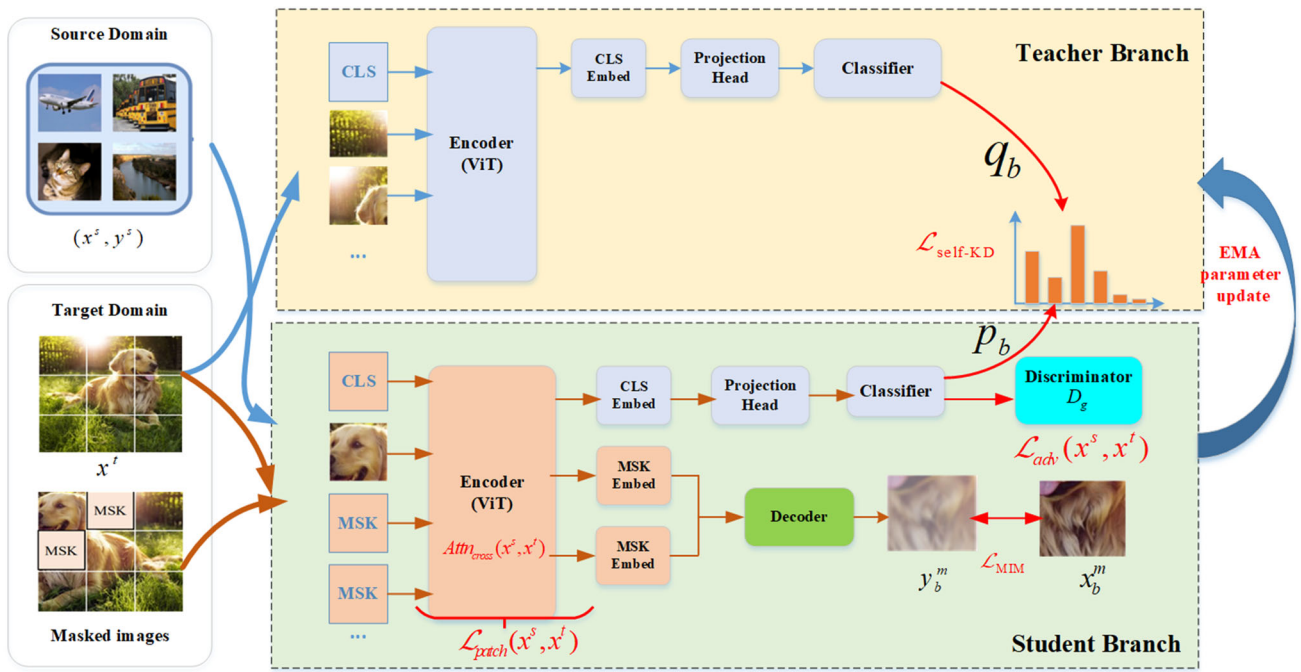 Source Domain
(x^s, y^s)
Target Domain
x^t
MSK
MSK
Masked images
Teacher Branch
CLS
...
Encoder
(ViT)
CLS
Embed
Projection
Head
Classifier
q_b
ℒ_self-KD
EMA
parameter
update
p_b
CLS
MSK
MSK
...
Encoder
(ViT)
Attn_cross(x^s, x^t)
ℒ_patch(x^s, x^t)
CLS
Embed
Projection
Head
Classifier
Discriminator
D_g
ℒ_adv(x^s, x^t)
MSK
Embed
MSK
Embed
Decoder
y_b^m
ℒ_MIM
x_b^m
Student Branch